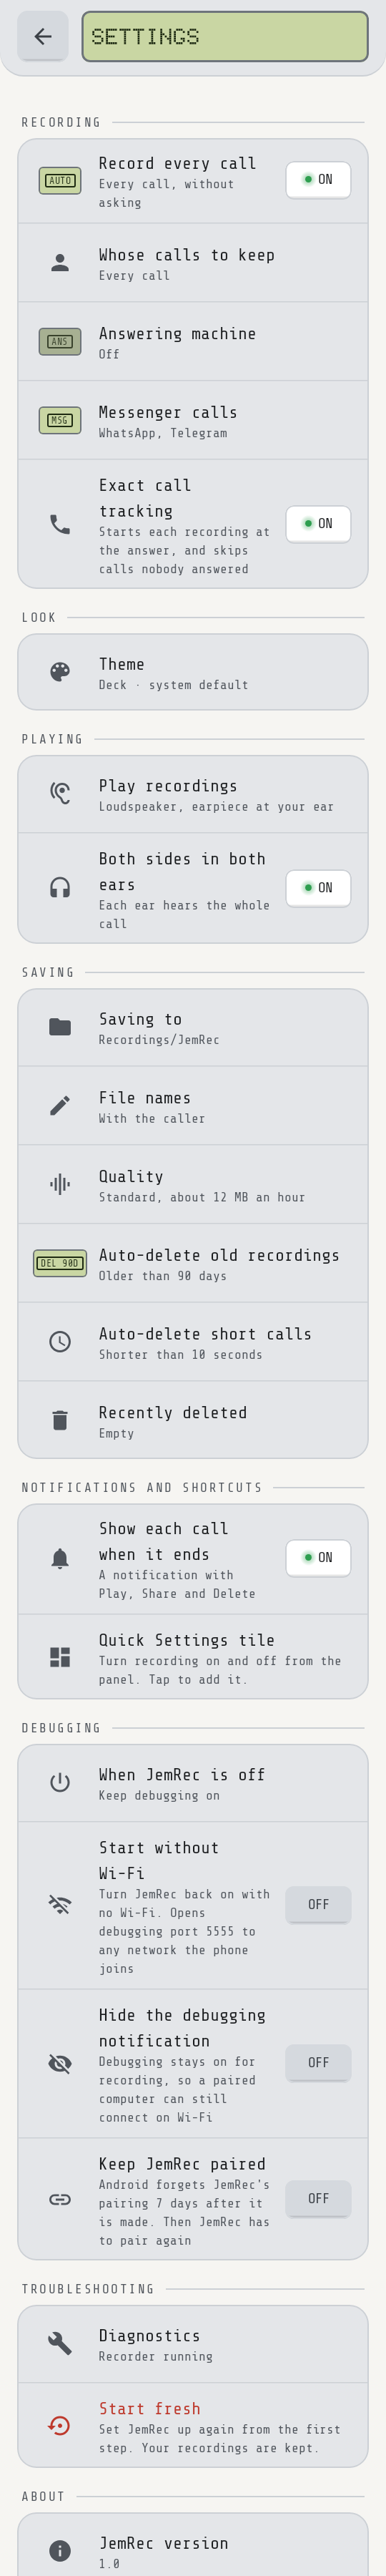 SETTINGS
RECORDING
AUTO
Record every call
Every call, without
asking
ON
Whose calls to keep
Every call
ANS
Answering machine
Off
MSG
Messenger calls
WhatsApp, Telegram
Exact call
tracking
Starts each recording at
the answer, and skips
calls nobody answered
ON
LOOK
Theme
Deck · system default
PLAYING
Play recordings
Loudspeaker, earpiece at your ear
Both sides in both
ears
Each ear hears the whole
call
ON
SAVING
Saving to
Recordings/JemRec
File names
With the caller
Quality
Standard, about 12 MB an hour
DEL 90D
Auto-delete old recordings
Older than 90 days
Auto-delete short calls
Shorter than 10 seconds
Recently deleted
Empty
NOTIFICATIONS AND SHORTCUTS
Show each call
when it ends
A notification with
Play, Share and Delete
ON
Quick Settings tile
Turn recording on and off from the
panel. Tap to add it.
DEBUGGING
When JemRec is off
Keep debugging on
Start without
Wi-Fi
Turn JemRec back on with
no Wi-Fi. Opens
debugging port 5555 to
any network the phone
joins
OFF
Hide the debugging
notification
Debugging stays on for
recording, so a paired
computer can still
connect on Wi-Fi
OFF
Keep JemRec paired
Android forgets JemRec's
pairing 7 days after it
is made. Then JemRec has
to pair again
OFF
TROUBLESHOOTING
Diagnostics
Recorder running
Start fresh
Set JemRec up again from the first
step. Your recordings are kept.
ABOUT
JemRec version
1.0